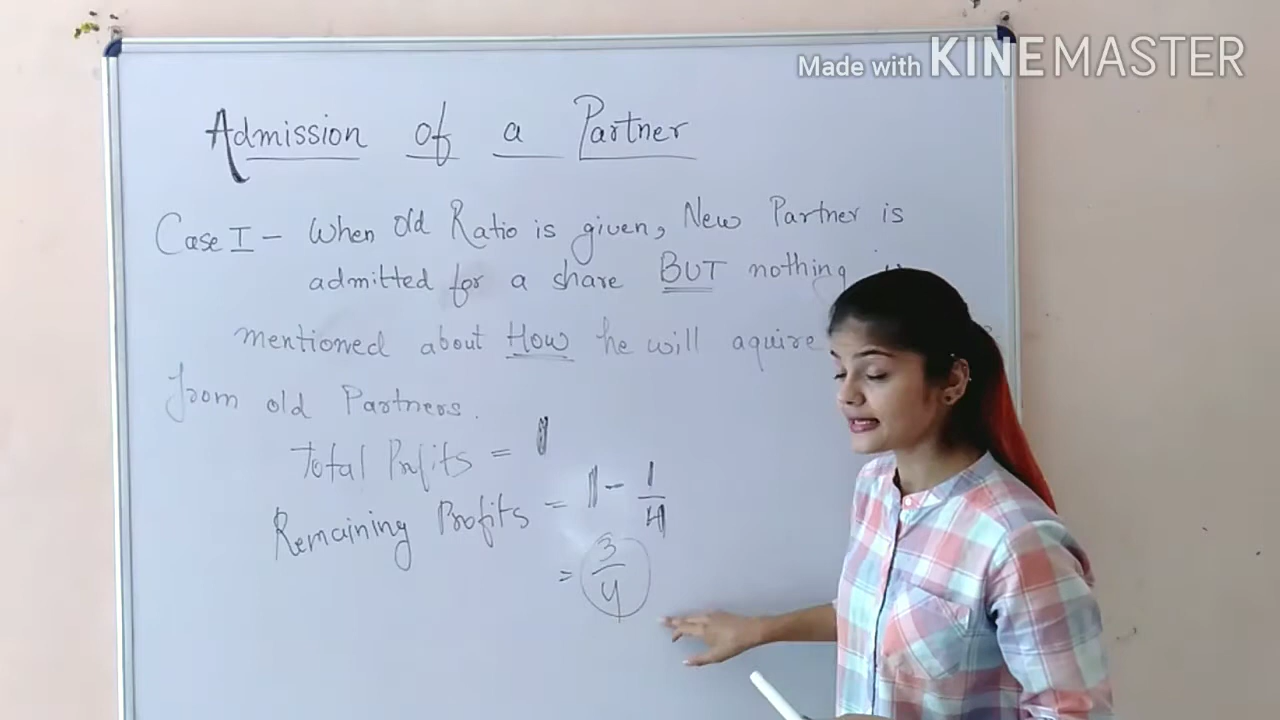 Made with KINEMASTER
Admission of a Partner
Case I - When old Ratio is given, New Partner is
admitted for a share BUT nothing
mentioned about HOW he will aquire
from old Partners.
Total Profits = 1
Remaining Profits = 1 - 1/4
= 3/4